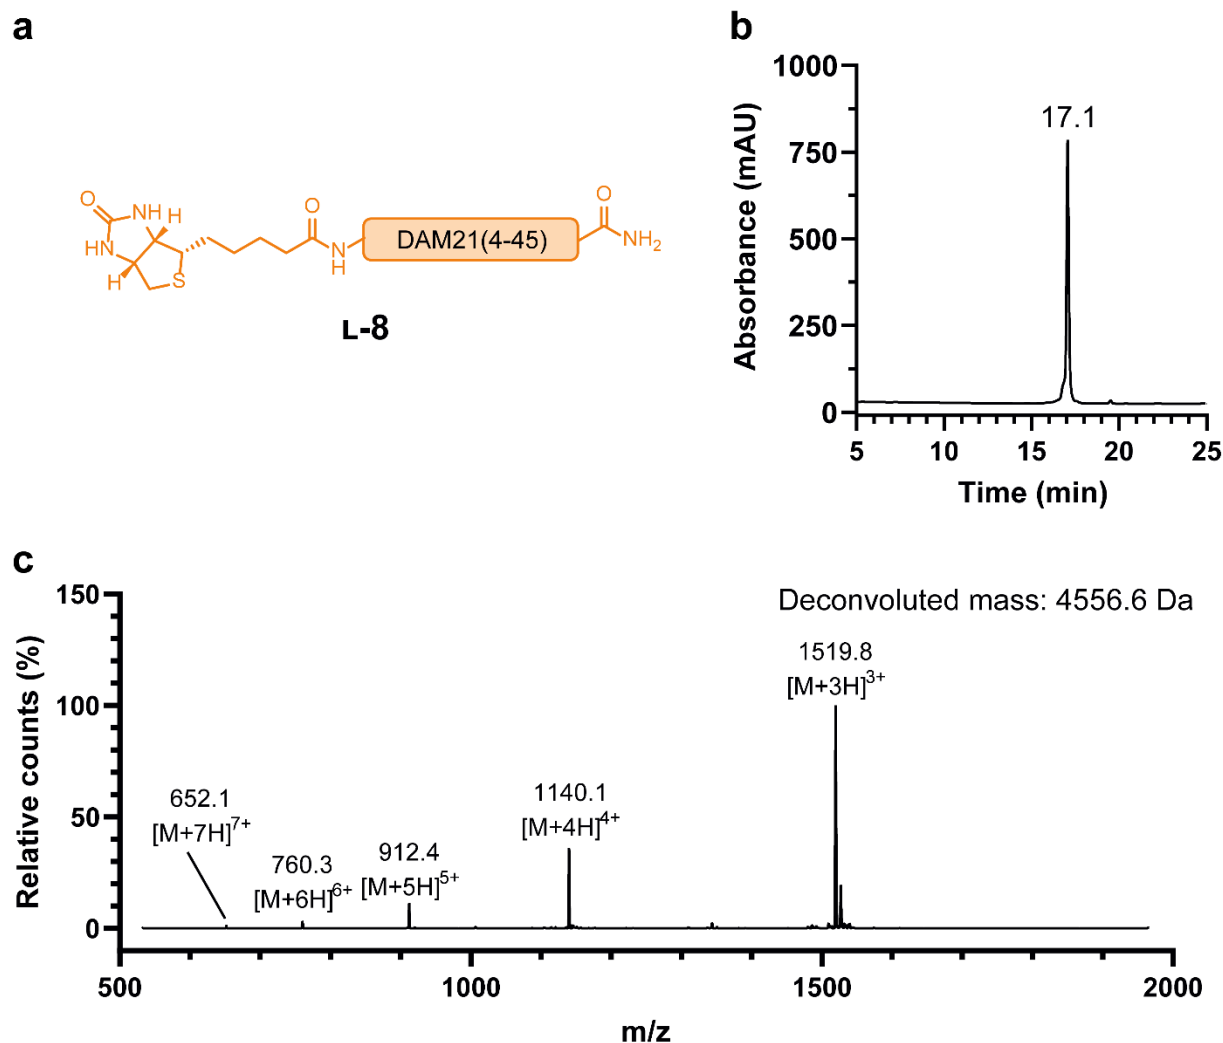 a
O
NH
H
HN
H
S
O
N
H
DAM21(4-45)
O
NH₂
L-8
b
Absorbance (mAU)
1000
750
500
250
0
17.1
5 10 15 20 25
Time (min)
c
Relative counts (%)
150
100
50
0
Deconvoluted mass: 4556.6 Da
652.1
[M+7H]⁷⁺
760.3
[M+6H]⁶⁺
912.4
[M+5H]⁵⁺
1140.1
[M+4H]⁴⁺
1519.8
[M+3H]³⁺
500 1000 1500 2000
m/z